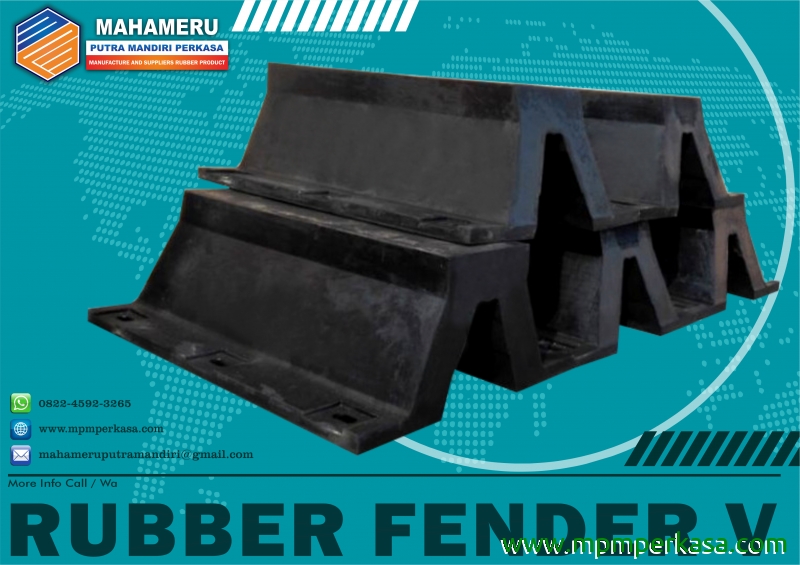 MAHAMERU
PUTRA MANDIRI PERKASA
MANUFACTURE AND SUPPLIERS RUBBER PRODUCT
0822-4592-3265
www.mpmperkasa.com
mahameruputramandiri@gmail.com
More Info Call / Wa
RUBBER FENDER V
www.mpmperkasa.com